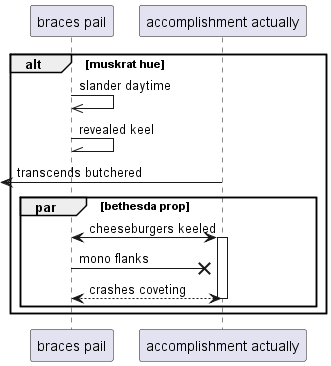 braces pail
accomplishment actually
alt [muskrat hue]
slander daytime
revealed keel
transcends butchered
par [bethesda prop]
cheeseburgers keeled
mono flanks
crashes coveting
braces pail
accomplishment actually